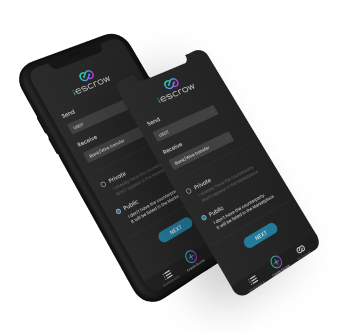 iescrow
Send
USDT
Receive
Bank/Wire transfer
Private
Public
I don't have the counterparty,
it will be listed in the Marketplace
NEXT
iescrow
Send
USDT
Receive
Bank/Wire transfer
Private
Public
I don't have the counterparty,
it will be listed in the Marketplace
NEXT